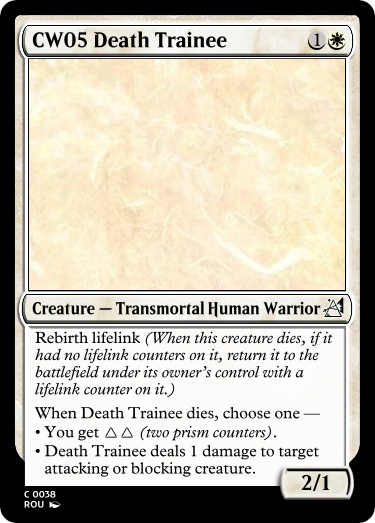 CW05 Death Trainee 1
Creature — Transmortal Human Warrior
Rebirth lifelink (When this creature dies, if it
had no lifelink counters on it, return it to the
battlefield under its owner's control with a
lifelink counter on it.)
When Death Trainee dies, choose one —
• You get △ △ (two prism counters).
• Death Trainee deals 1 damage to target
attacking or blocking creature.
2/1
C 0038
ROU